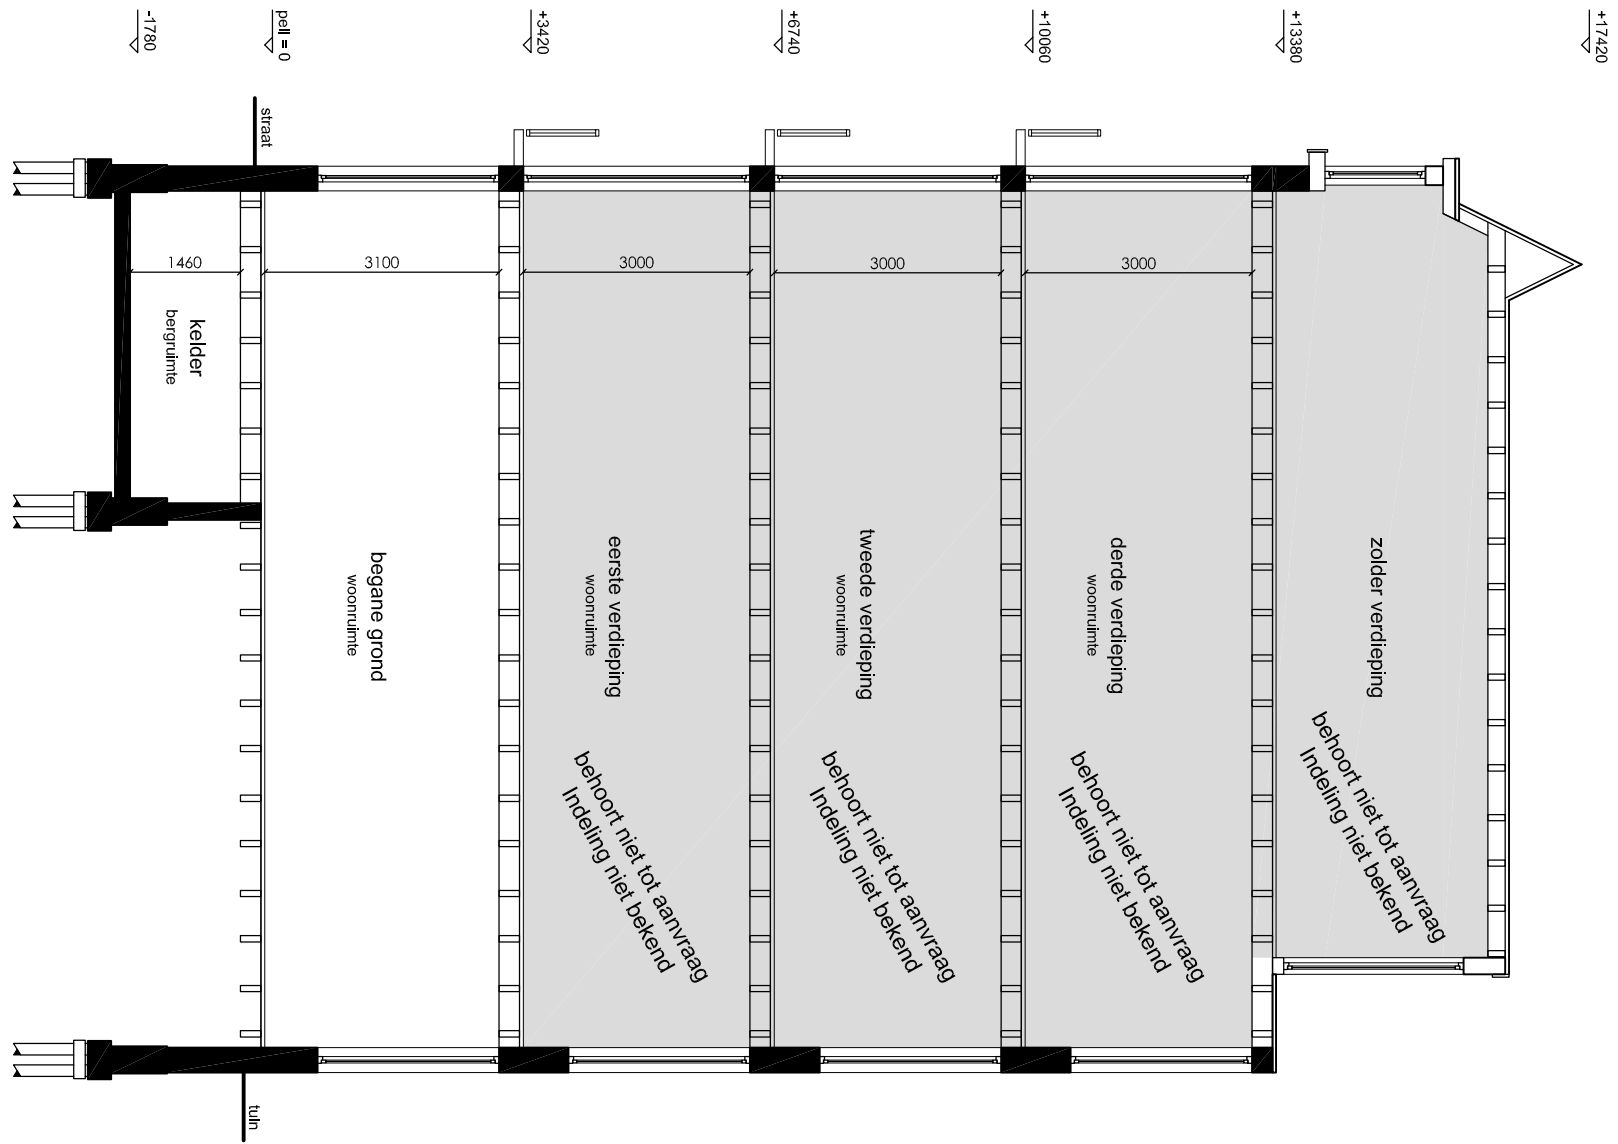 -1780
peil = 0
+3420
+6740
+10060
+13380
+17420
straat
1460
3100
3000
3000
3000
kelder
bergruimte
begane grond
woonruimte
eerste verdieping
woonruimte
tweede verdieping
woonruimte
derde verdieping
woonruimte
zolder verdieping
behoort niet tot aanvraag
Indeling niet bekend
behoort niet tot aanvraag
Indeling niet bekend
behoort niet tot aanvraag
Indeling niet bekend
behoort niet tot aanvraag
Indeling niet bekend
tuin